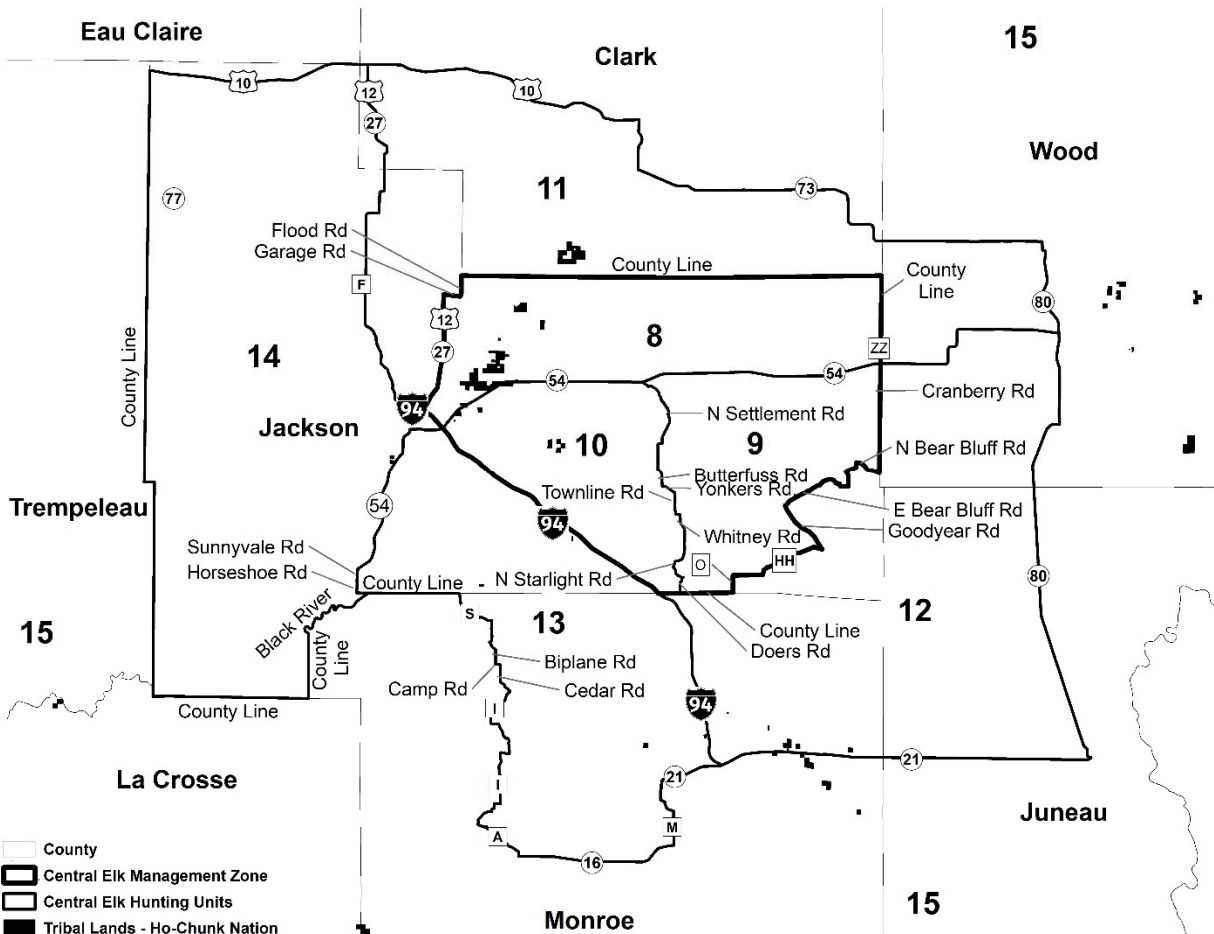 Eau Claire
Clark
15
10
12
10
27
Wood
77
11
73
Flood Rd
Garage Rd
County Line
County
Line
F
80
12
ZZ
8
27
14
County Line
54
54
Cranberry Rd
94
N Settlement Rd
Jackson
10
9
N Bear Bluff Rd
Butterfuss Rd
Yonkers Rd
Townline Rd
Trempeleau
54
E Bear Bluff Rd
Goodyear Rd
94
Whitney Rd
Sunnyvale Rd
Horseshoe Rd
County Line
N Starlight Rd
O
HH
80
Black River
S
13
12
15
County
Line
County Line
Doers Rd
Biplane Rd
Camp Rd
Cedar Rd
94
County Line
I
21
21
La Crosse
I
Juneau
A
M
16
County
Central Elk Management Zone
Central Elk Hunting Units
Tribal Lands - Ho-Chunk Nation
Monroe
15